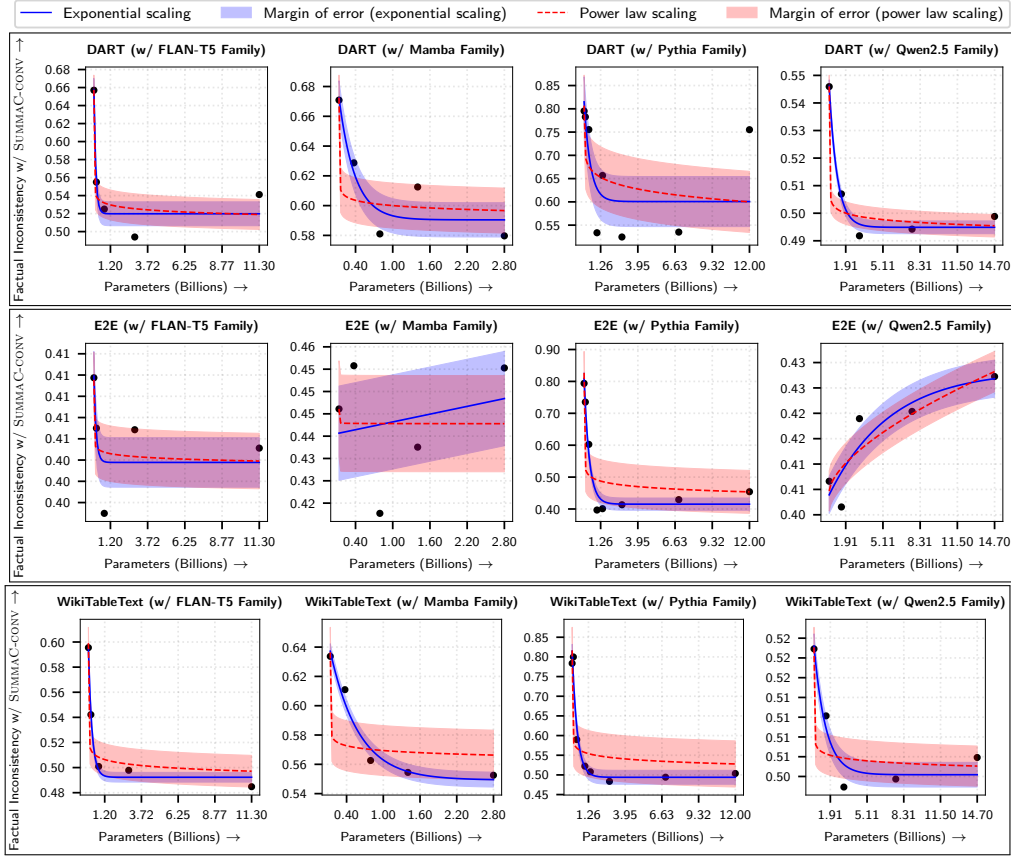 Exponential scaling Margin of error (exponential scaling) Power law scaling Margin of error (power law scaling)
Factual Inconsistency w/ SUMMAC-CONV →
DART (w/ FLAN-T5 Family)
0.68
0.66
0.64
0.62
0.60
0.58
0.56
0.54
0.52
0.50
1.20 3.72 6.25 8.77 11.30
Parameters (Billions) →
DART (w/ Mamba Family)
0.68
0.66
0.64
0.62
0.60
0.58
0.40 1.00 1.60 2.20 2.80
Parameters (Billions) →
DART (w/ Pythia Family)
0.85
0.80
0.75
0.70
0.65
0.60
0.55
1.26 3.95 6.63 9.32 12.00
Parameters (Billions) →
DART (w/ Qwen2.5 Family)
0.55
0.54
0.53
0.52
0.51
0.50
0.49
1.91 5.11 8.31 11.50 14.70
Parameters (Billions) →
Factual Inconsistency w/ SUMMAC-CONV →
E2E (w/ FLAN-T5 Family)
0.41
0.41
0.41
0.41
0.41
0.40
0.40
0.40
1.20 3.72 6.25 8.77 11.30
Parameters (Billions) →
E2E (w/ Mamba Family)
0.45
0.45
0.44
0.43
0.42
0.40 1.00 1.60 2.20 2.80
Parameters (Billions) →
E2E (w/ Pythia Family)
0.90
0.80
0.70
0.60
0.50
0.40
1.26 3.95 6.63 9.32 12.00
Parameters (Billions) →
E2E (w/ Qwen2.5 Family)
0.43
0.43
0.42
0.42
0.41
0.41
0.40
1.91 5.11 8.31 11.50 14.70
Parameters (Billions) →
Factual Inconsistency w/ SUMMAC-CONV →
WikiTableText (w/ FLAN-T5 Family)
0.60
0.58
0.56
0.54
0.52
0.50
0.48
1.20 3.72 6.25 8.77 11.30
Parameters (Billions) →
WikiTableText (w/ Mamba Family)
0.64
0.62
0.60
0.58
0.56
0.54
0.40 1.00 1.60 2.20 2.80
Parameters (Billions) →
WikiTableText (w/ Pythia Family)
0.85
0.80
0.75
0.70
0.65
0.60
0.55
0.50
0.45
1.26 3.95 6.63 9.32 12.00
Parameters (Billions) →
WikiTableText (w/ Qwen2.5 Family)
0.52
0.52
0.51
0.51
0.51
0.50
0.50
1.91 5.11 8.31 11.50 14.70
Parameters (Billions) →